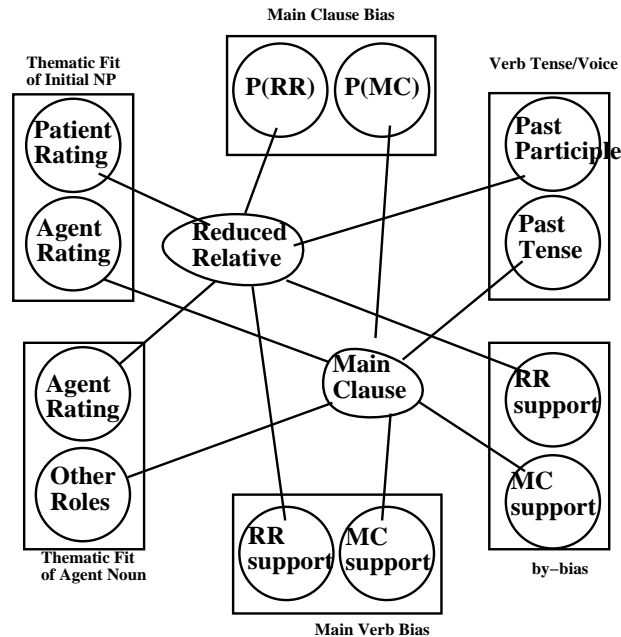 Main Clause Bias
Thematic Fit
of Initial NP
Verb Tense/Voice
P(RR)
P(MC)
Patient
Rating
Past
Participle
Agent
Rating
Reduced
Relative
Past
Tense
Main
Clause
Agent
Rating
RR
support
Other
Roles
MC
support
Thematic Fit
of Agent Noun
RR
support
MC
support
by-bias
Main Verb Bias